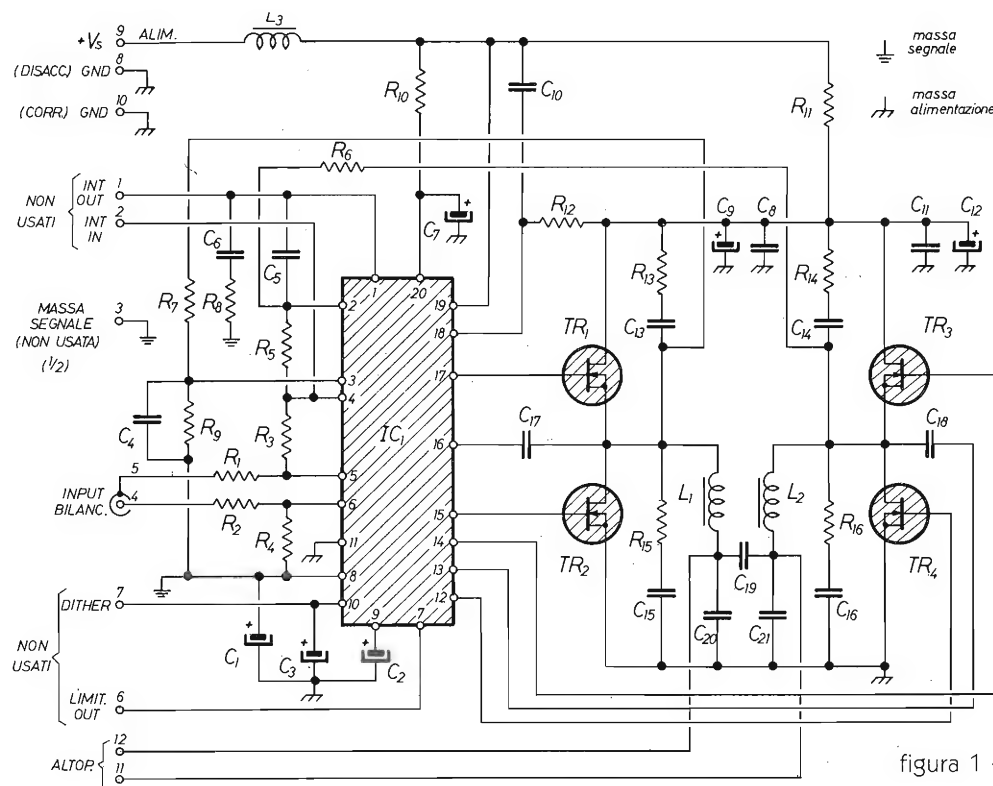 +Vs 9 ALIM. L3
(DISACC.) GND 8
(CORR.) GND 10
massa segnale
massa alimentazione
R10
C10
R11
R6
NON USATI
INT OUT 1
INT IN 2
C6
C5
C7
R12
C9
C8
C11
C12
R7
R8
R13
R14
MASSA SEGNALE (NON USATA) (1/2) 3
R5
C13
C14
TR1
TR3
1
20
2
19
18
3
17
4
C4
R9
R3
IC1
16
C17
C18
5
R1
5
INPUT BILANC. 4
R2
6
15
L1
L2
R4
11
14
R15
R16
TR2
TR4
8
13
C19
DITHER 7
10
12
9
7
C15
C20
C21
C16
NON USATI
C1
C3
C2
LIMIT. OUT 6
ALTOP.
12
11
figura 1 -